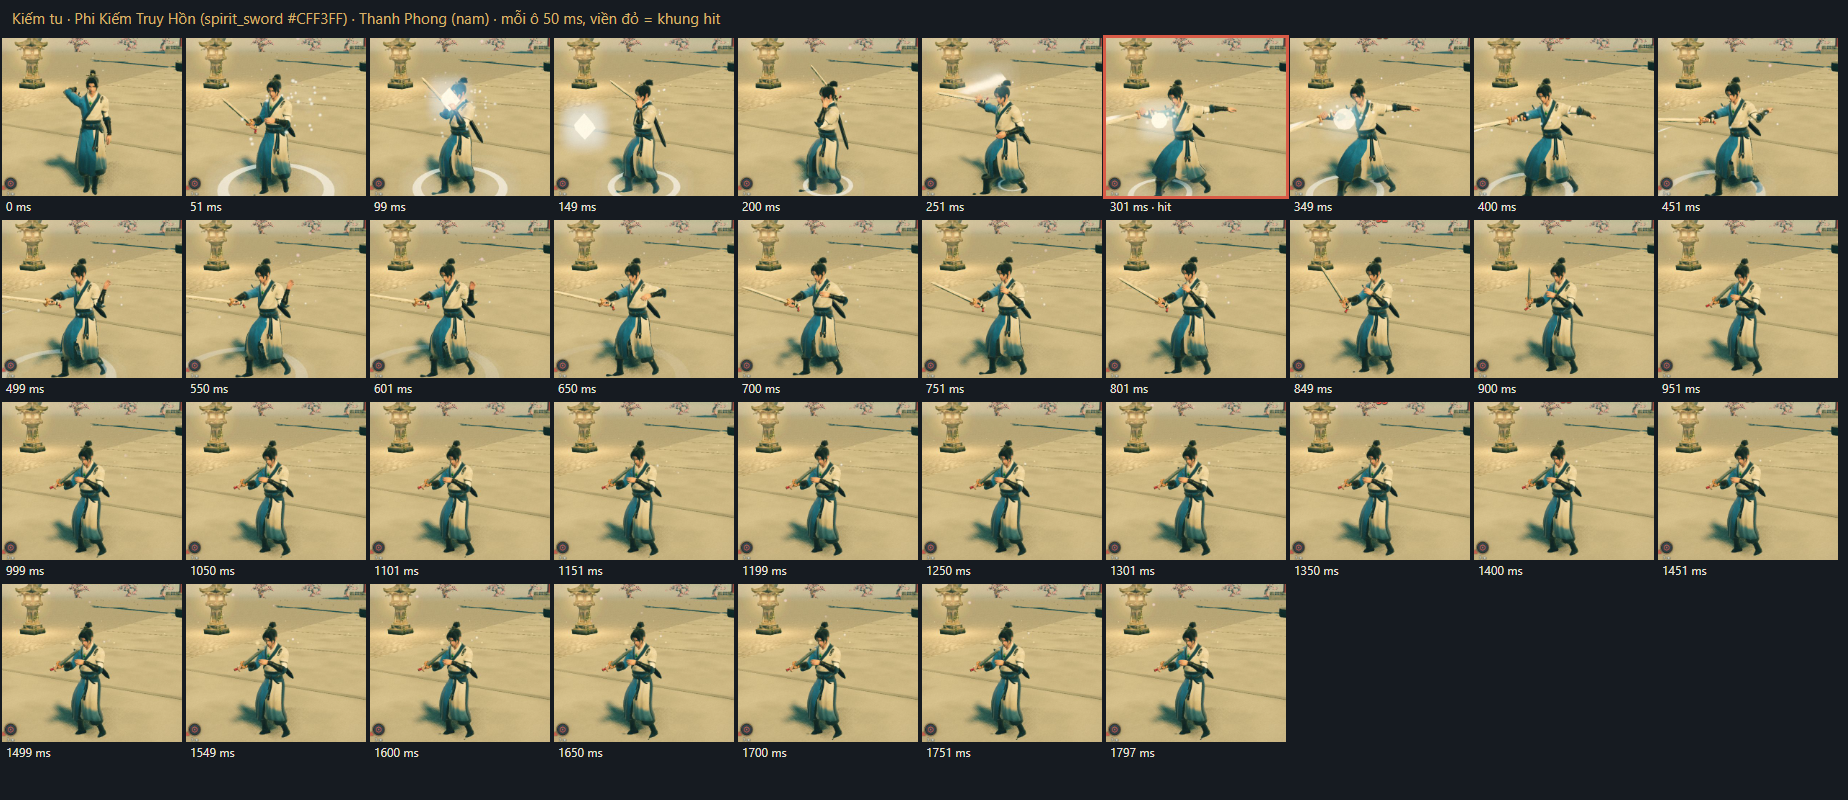 Kiếm tu · Phi Kiếm Truy Hồn (spirit_sword #CFF3FF) · Thanh Phong (nam) · mỗi ô 50 ms, viền đỏ = khung hit
0 ms 51 ms 99 ms 149 ms 200 ms 251 ms 301 ms · hit 349 ms 400 ms 451 ms
499 ms 550 ms 601 ms 650 ms 700 ms 751 ms 801 ms 849 ms 900 ms 951 ms
999 ms 1050 ms 1101 ms 1151 ms 1199 ms 1250 ms 1301 ms 1350 ms 1400 ms 1451 ms
1499 ms 1549 ms 1600 ms 1650 ms 1700 ms 1751 ms 1797 ms